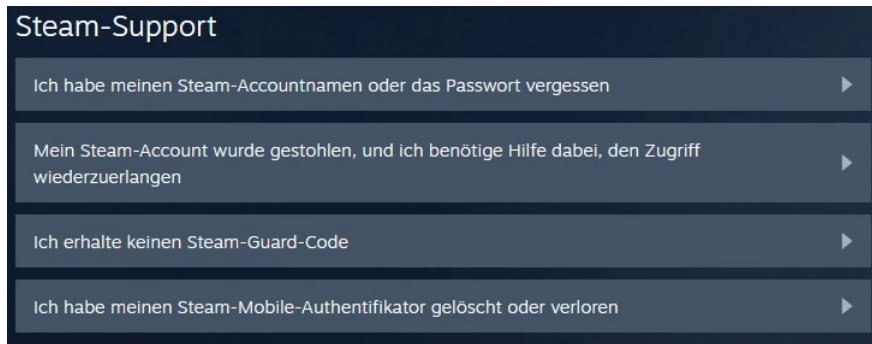 Steam-Support
Ich habe meinen Steam-Accountnamen oder das Passwort vergessen
Mein Steam-Account wurde gestohlen, und ich benötige Hilfe dabei, den Zugriff
wiederzuerlangen
Ich erhalte keinen Steam-Guard-Code
Ich habe meinen Steam-Mobile-Authentifikator gelöscht oder verloren